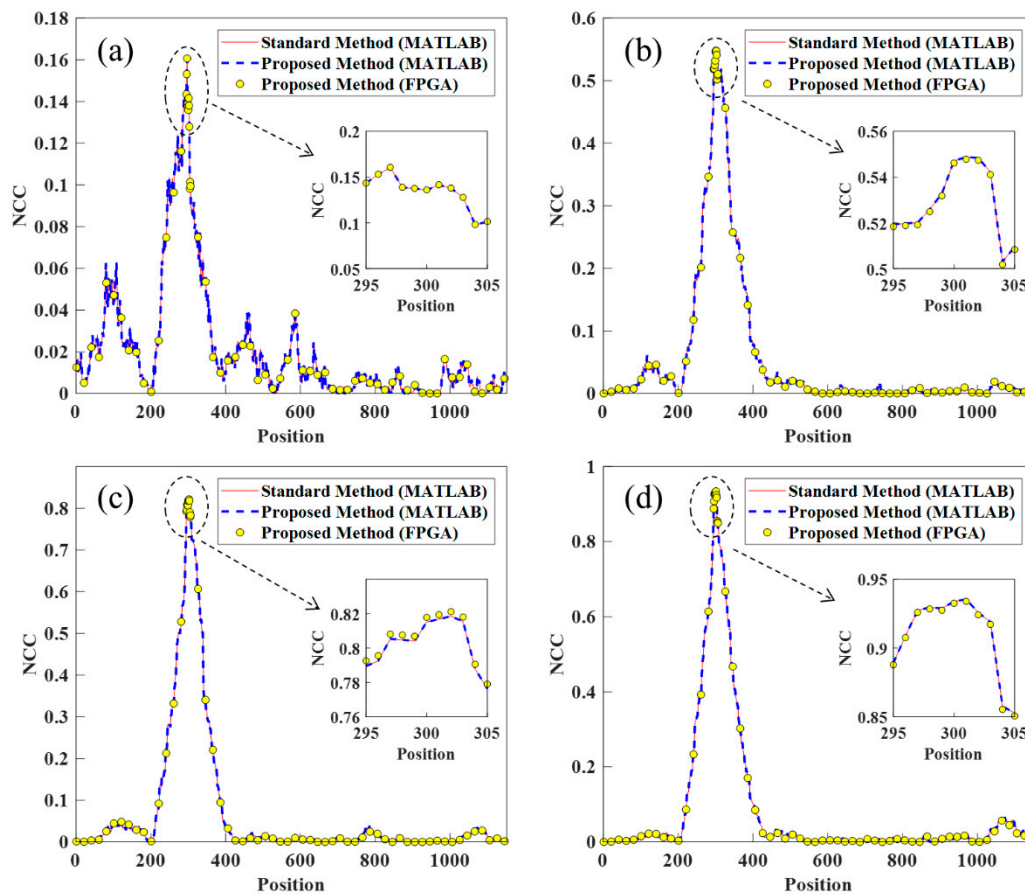 (a)
Standard Method (MATLAB)
Proposed Method (MATLAB)
Proposed Method (FPGA)
0.18
0.16
0.14
0.12
0.1
0.08
0.06
0.04
0.02
0
NCC
0 200 400 600 800 1000
Position
0.2
0.15
0.1
0.05
NCC
295 300 305
Position
(b)
Standard Method (MATLAB)
Proposed Method (MATLAB)
Proposed Method (FPGA)
0.6
0.5
0.4
0.3
0.2
0.1
0
NCC
0 200 400 600 800 1000
Position
0.56
0.54
0.52
0.5
NCC
295 300 305
Position
(c)
Standard Method (MATLAB)
Proposed Method (MATLAB)
Proposed Method (FPGA)
0.8
0.7
0.6
0.5
0.4
0.3
0.2
0.1
0
NCC
0 200 400 600 800 1000
Position
0.84
0.82
0.8
0.78
0.76
NCC
295 300 305
Position
(d)
Standard Method (MATLAB)
Proposed Method (MATLAB)
Proposed Method (FPGA)
1
0.8
0.6
0.4
0.2
0
NCC
0 200 400 600 800 1000
Position
0.95
0.9
0.85
NCC
295 300 305
Position